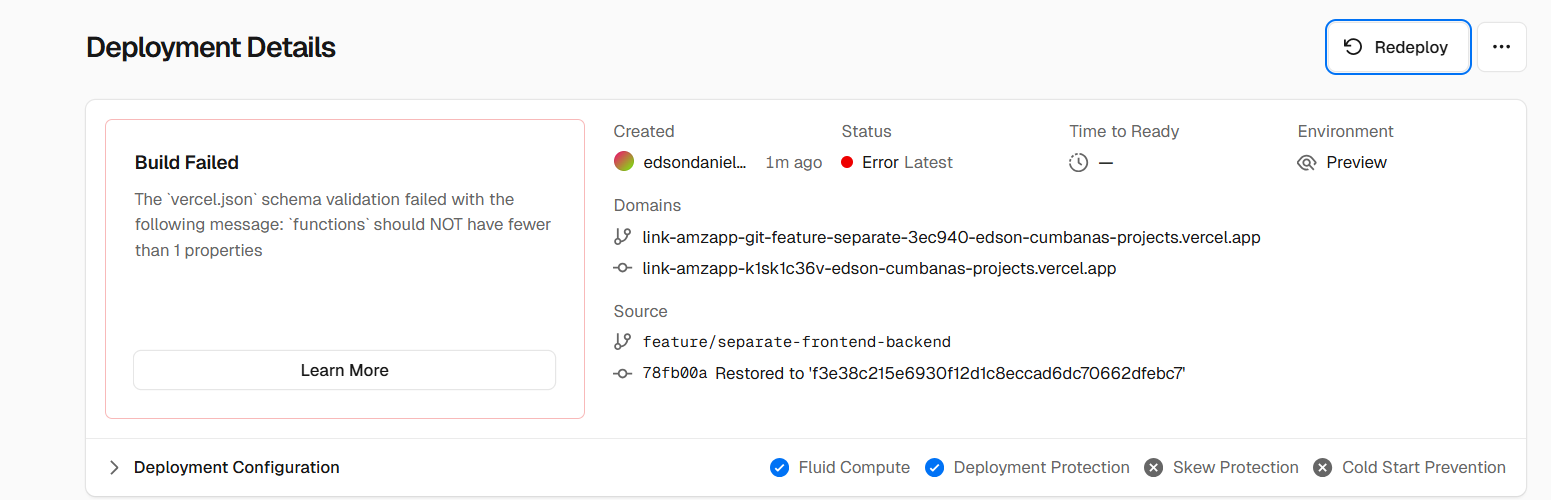 Deployment Details
Redeploy
Build Failed
The `vercel.json` schema validation failed with the
following message: `functions` should NOT have fewer
than 1 properties
Learn More
Created
edsondaniel... 1m ago
Status
Error Latest
Time to Ready
—
Environment
Preview
Domains
link-amzapp-git-feature-separate-3ec940-edson-cumbanas-projects.vercel.app
link-amzapp-k1sk1c36v-edson-cumbanas-projects.vercel.app
Source
feature/separate-frontend-backend
78fb00a Restored to 'f3e38c215e6930f12d1c8eccad6dc70662dfebc7'
Deployment Configuration
Fluid Compute
Deployment Protection
Skew Protection
Cold Start Prevention